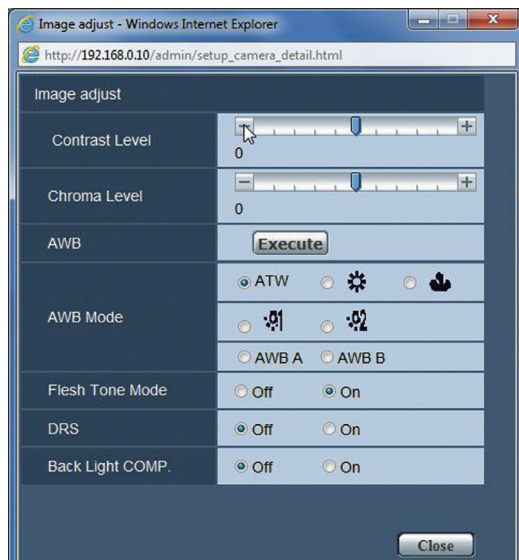 Image adjust - Windows Internet Explorer
http://192.168.0.10/admin/setup_camera_detail.html
Image adjust
Contrast Level
0
Chroma Level
0
AWB
Execute
AWB Mode
ATW
1 2
AWB A AWB B
Flesh Tone Mode
Off On
DRS
Off On
Back Light COMP.
Off On
Close